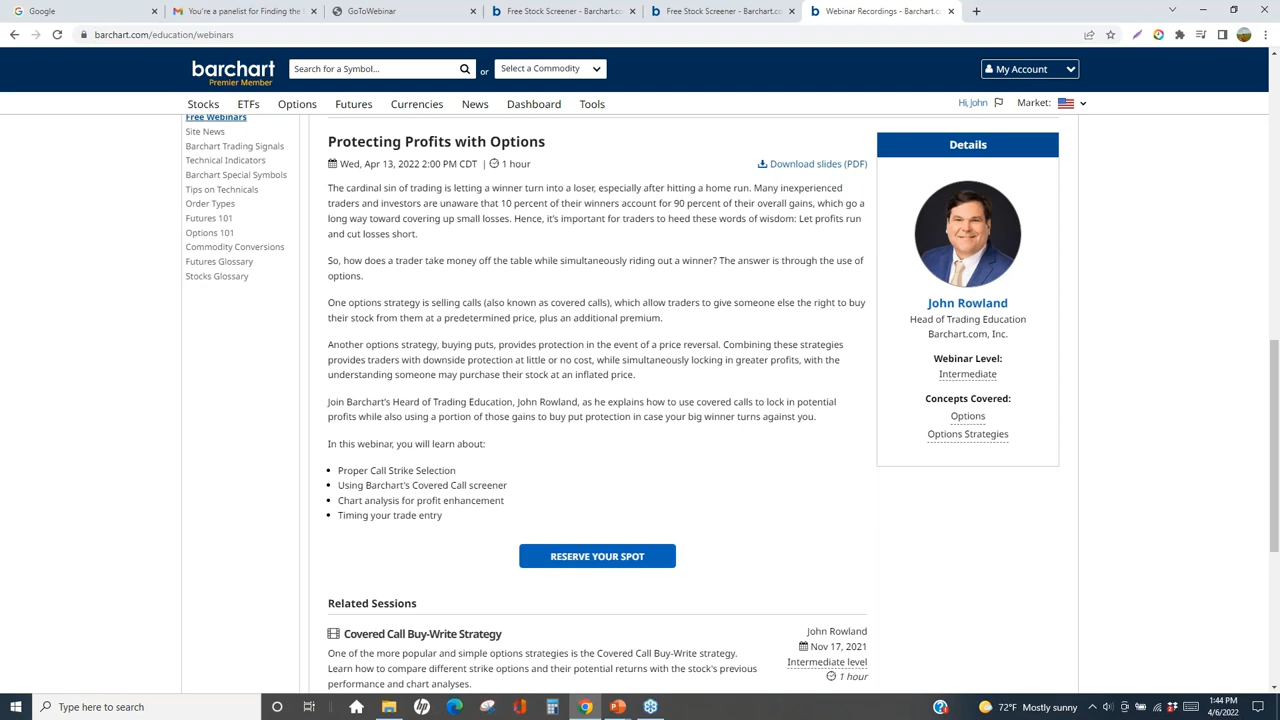 Google
You're a panelist for Finding the
GoToWebinar
Free Stock Screener - Barchart.co
Free Stock Screener - Barchart.co
Webinar Recordings - Barchart.co
barchart.com/education/webinars
barchart
Premier Member
Search for a Symbol...
or
Select a Commodity
My Account
Stocks ETFs Options Futures Currencies News Dashboard Tools
Hi, John
Market:
Free Webinars
Site News
Barchart Trading Signals
Technical Indicators
Barchart Special Symbols
Tips on Technicals
Order Types
Futures 101
Options 101
Commodity Conversions
Futures Glossary
Stocks Glossary
Protecting Profits with Options
Wed, Apr 13, 2022 2:00 PM CDT | 1 hour
Download slides (PDF)
The cardinal sin of trading is letting a winner turn into a loser, especially after hitting a home run. Many inexperienced
traders and investors are unaware that 10 percent of their winners account for 90 percent of their overall gains, which go a
long way toward covering up small losses. Hence, it's important for traders to heed these words of wisdom: Let profits run
and cut losses short.
So, how does a trader take money off the table while simultaneously riding out a winner? The answer is through the use of
options.
One options strategy is selling calls (also known as covered calls), which allow traders to give someone else the right to buy
their stock from them at a predetermined price, plus an additional premium.
Another options strategy, buying puts, provides protection in the event of a price reversal. Combining these strategies
provides traders with downside protection at little or no cost, while simultaneously locking in greater profits, with the
understanding someone may purchase their stock at an inflated price.
Join Barchart's Head of Trading Education, John Rowland, as he explains how to use covered calls to lock in potential
profits while also using a portion of those gains to buy put protection in case your big winner turns against you.
In this webinar, you will learn about:
• Proper Call Strike Selection
• Using Barchart's Covered Call screener
• Chart analysis for profit enhancement
• Timing your trade entry
RESERVE YOUR SPOT
Details
John Rowland
Head of Trading Education
Barchart.com, Inc.
Webinar Level:
Intermediate
Concepts Covered:
Options
Options Strategies
Related Sessions
Covered Call Buy-Write Strategy
One of the more popular and simple options strategies is the Covered Call Buy-Write strategy.
Learn how to compare different strike options and their potential returns with the stock's previous
performance and chart analyses.
John Rowland
Nov 17, 2021
Intermediate level
1 hour
Type here to search
hp
72°F Mostly sunny
1:44 PM
4/6/2022